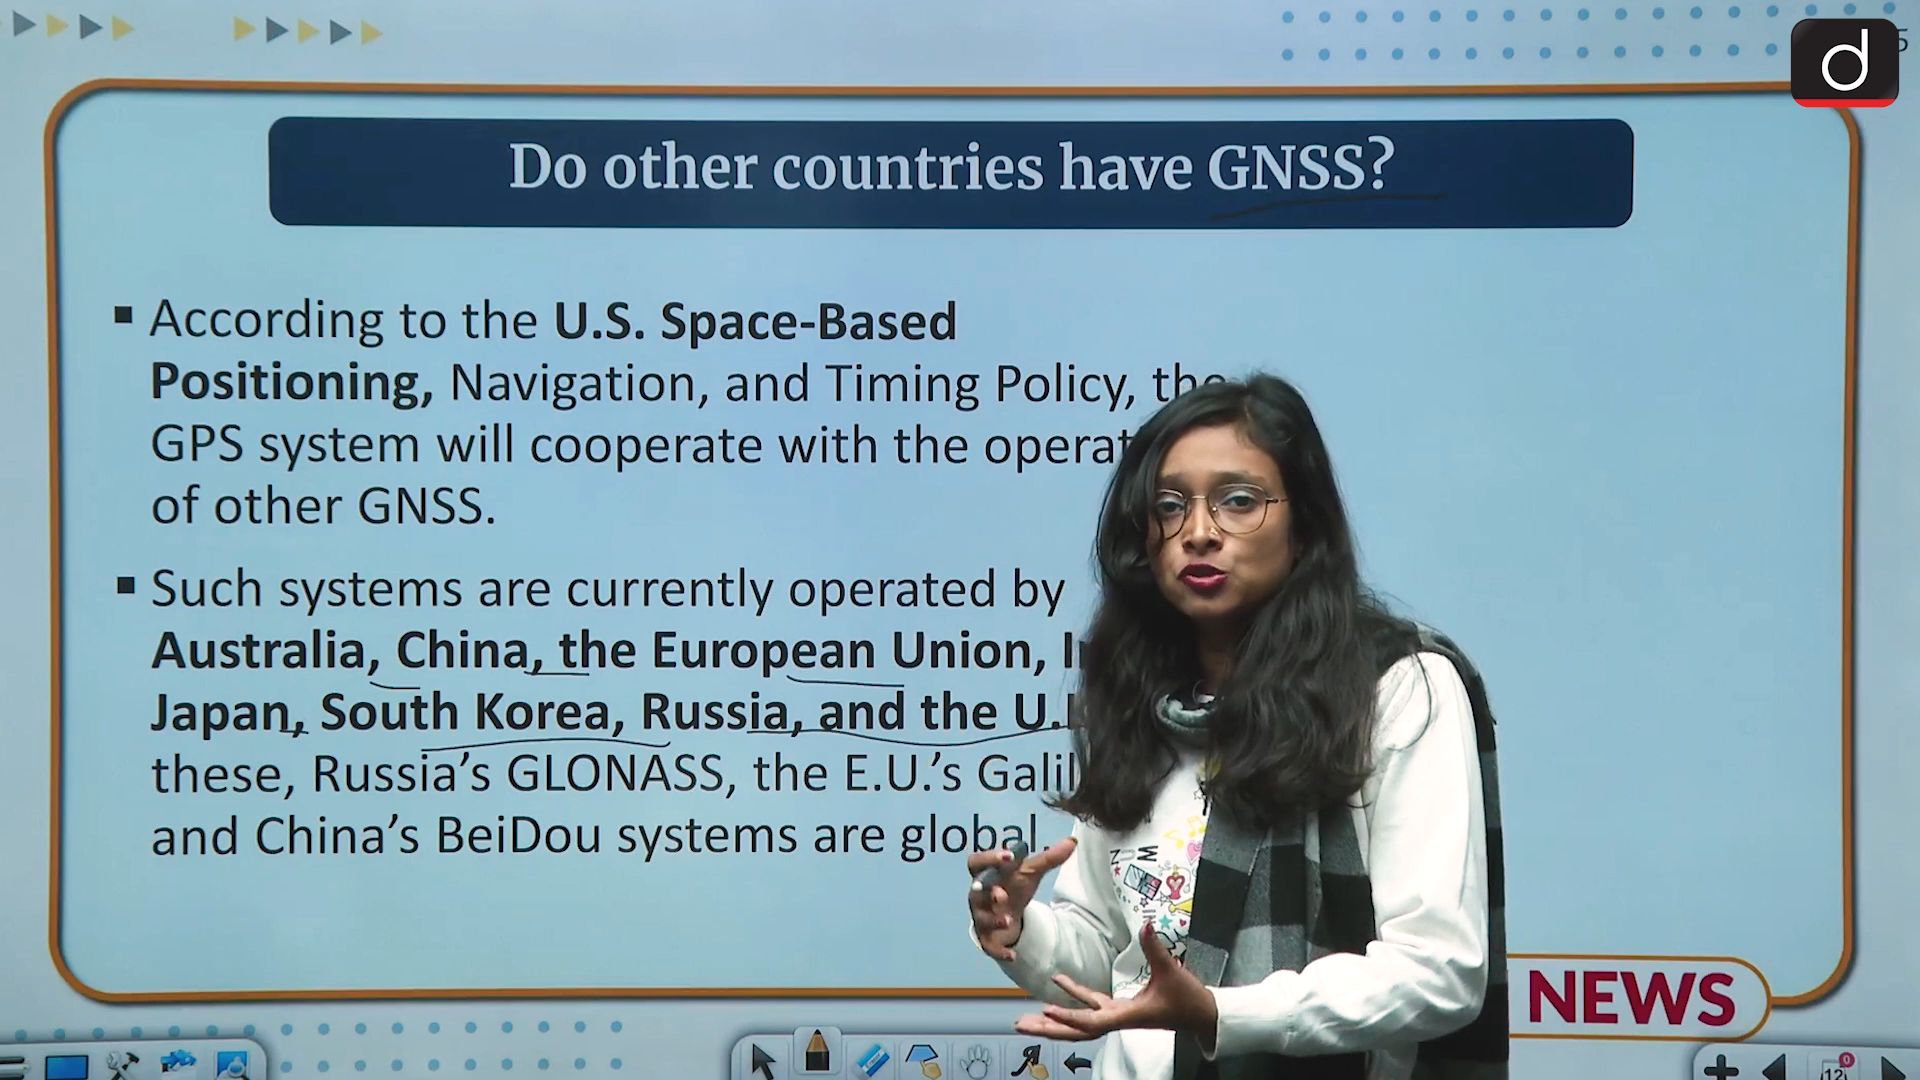 d
Do other countries have GNSS?
▪ According to the U.S. Space-Based
Positioning, Navigation, and Timing Policy, the
GPS system will cooperate with the
of other GNSS.
▪ Such systems are currently operated by
Australia, China, the European Union,
Japan, South Korea, Russia, and the
these, Russia’s GLONASS, the E.U.’s
and China’s BeiDou systems are global.
NEWS
12
0